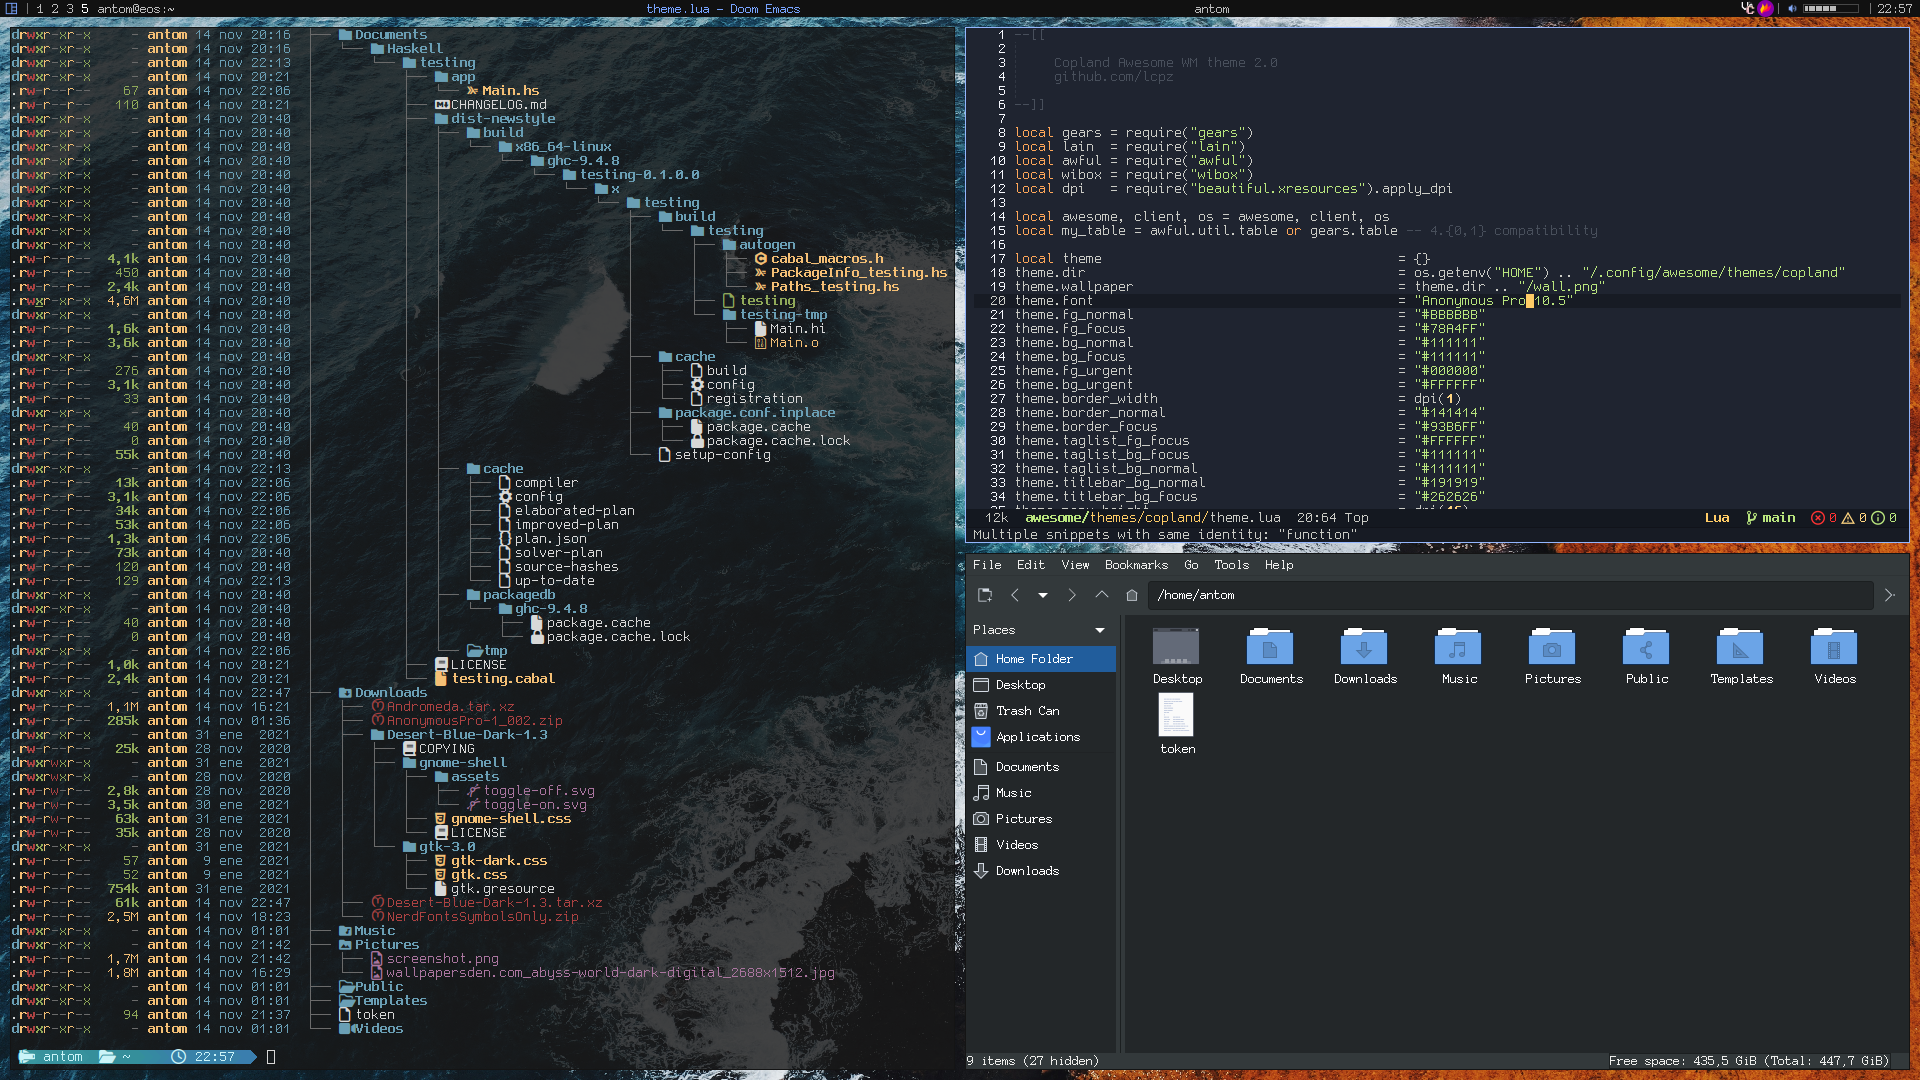 1 2 3 5 antom@eos:~
theme.lua - Doom Emacs
antom
22:57
drwxr-xr-x - antom 14 nov 20:16 Documents
drwxr-xr-x - antom 14 nov 20:16 Haskell
drwxr-xr-x - antom 14 nov 22:13 testing
drwxr-xr-x - antom 14 nov 20:21 app
.rw-r--r-- 67 antom 14 nov 22:06 Main.hs
.rw-r--r-- 110 antom 14 nov 20:21 CHANGELOG.md
drwxr-xr-x - antom 14 nov 20:40 dist-newstyle
drwxr-xr-x - antom 14 nov 20:40 build
drwxr-xr-x - antom 14 nov 20:40 x86_64-linux
drwxr-xr-x - antom 14 nov 20:40 ghc-9.4.8
drwxr-xr-x - antom 14 nov 20:40 testing-0.1.0.0
drwxr-xr-x - antom 14 nov 20:40 x
drwxr-xr-x - antom 14 nov 20:40 testing
drwxr-xr-x - antom 14 nov 20:40 build
drwxr-xr-x - antom 14 nov 20:40 testing
drwxr-xr-x - antom 14 nov 20:40 autogen
.rw-r--r-- 4,1k antom 14 nov 20:40 cabal_macros.h
.rw-r--r-- 450 antom 14 nov 20:40 PackageInfo_testing.hs
.rw-r--r-- 2,4k antom 14 nov 20:40 Paths_testing.hs
.rwxr-xr-x 4,6M antom 14 nov 20:40 testing
drwxr-xr-x - antom 14 nov 20:40 testing-tmp
.rw-r--r-- 1,6k antom 14 nov 20:40 Main.hi
.rw-r--r-- 3,6k antom 14 nov 20:40 Main.o
drwxr-xr-x - antom 14 nov 20:40 cache
.rw-r--r-- 276 antom 14 nov 20:40 build
.rw-r--r-- 3,1k antom 14 nov 20:40 config
.rw-r--r-- 33 antom 14 nov 20:40 registration
drwxr-xr-x - antom 14 nov 20:40 package.conf.inplace
.rw-r--r-- 40 antom 14 nov 20:40 package.cache
.rw-r--r-- 0 antom 14 nov 20:40 package.cache.lock
.rw-r--r-- 55k antom 14 nov 20:40 setup-config
drwxr-xr-x - antom 14 nov 22:13 cache
.rw-r--r-- 13k antom 14 nov 22:06 compiler
.rw-r--r-- 3,1k antom 14 nov 22:06 config
.rw-r--r-- 34k antom 14 nov 22:06 elaborated-plan
.rw-r--r-- 53k antom 14 nov 22:06 improved-plan
.rw-r--r-- 1,3k antom 14 nov 22:06 plan.json
.rw-r--r-- 73k antom 14 nov 20:40 solver-plan
.rw-r--r-- 120 antom 14 nov 20:40 source-hashes
.rw-r--r-- 129 antom 14 nov 22:13 up-to-date
drwxr-xr-x - antom 14 nov 20:40 packagedb
drwxr-xr-x - antom 14 nov 20:40 ghc-9.4.8
.rw-r--r-- 40 antom 14 nov 20:40 package.cache
.rw-r--r-- 0 antom 14 nov 20:40 package.cache.lock
drwxr-xr-x - antom 14 nov 22:06 tmp
.rw-r--r-- 1,0k antom 14 nov 20:21 LICENSE
.rw-r--r-- 2,4k antom 14 nov 20:21 testing.cabal
drwxr-xr-x - antom 14 nov 22:47 Downloads
.rw-r--r-- 1,1M antom 14 nov 16:21 Andromeda.tar.xz
.rw-r--r-- 285k antom 14 nov 01:36 AnonymousPro-1_002.zip
drwxr-xr-x - antom 31 ene 2021 Desert-Blue-Dark-1.3
.rw-r--r-- 25k antom 28 nov 2020 COPYING
drwxrwxr-x - antom 31 ene 2021 gnome-shell
drwxrwxr-x - antom 28 nov 2020 assets
.rw-rw-r-- 2,8k antom 28 nov 2020 toggle-off.svg
.rw-rw-r-- 3,5k antom 30 ene 2021 toggle-on.svg
.rw-rw-r-- 63k antom 31 ene 2021 gnome-shell.css
.rw-rw-r-- 35k antom 28 nov 2020 LICENSE
drwxr-xr-x - antom 31 ene 2021 gtk-3.0
.rw-r--r-- 57 antom 9 ene 2021 gtk-dark.css
.rw-r--r-- 52 antom 9 ene 2021 gtk.css
.rw-r--r-- 754k antom 31 ene 2021 gtk.gresource
.rw-r--r-- 61k antom 14 nov 22:47 Desert-Blue-Dark-1.3.tar.xz
.rw-r--r-- 2,5M antom 14 nov 18:23 NerdFontsSymbolsOnly.zip
drwxr-xr-x - antom 14 nov 01:01 Music
drwxr-xr-x - antom 14 nov 21:42 Pictures
.rw-r--r-- 1,7M antom 14 nov 21:42 screenshot.png
.rw-r--r-- 1,8M antom 14 nov 16:29 wallpapersden.com_abyss-world-dark-digital_2688x1512.jpg
drwxr-xr-x - antom 14 nov 01:01 Public
drwxr-xr-x - antom 14 nov 01:01 Templates
.rw-r--r-- 94 antom 14 nov 21:37 token
drwxr-xr-x - antom 14 nov 01:01 Videos
antom ~ 22:57
1 --[[
2
3 Copland Awesome WM theme 2.0
4 github.com/lcpz
5
6 --]]
7
8 local gears = require("gears")
9 local lain = require("lain")
10 local awful = require("awful")
11 local wibox = require("wibox")
12 local dpi = require("beautiful.xresources").apply_dpi
13
14 local awesome, client, os = awesome, client, os
15 local my_table = awful.util.table or gears.table -- 4.{0,1} compatibility
16
17 local theme = {}
18 theme.dir = os.getenv("HOME") .. "/.config/awesome/themes/copland"
19 theme.wallpaper = theme.dir .. "/wall.png"
20 theme.font = "Anonymous Pro 10.5"
21 theme.fg_normal = "#BBBBBB"
22 theme.fg_focus = "#78A4FF"
23 theme.bg_normal = "#111111"
24 theme.bg_focus = "#111111"
25 theme.fg_urgent = "#000000"
26 theme.bg_urgent = "#FFFFFF"
27 theme.border_width = dpi(1)
28 theme.border_normal = "#141414"
29 theme.border_focus = "#93B6FF"
30 theme.taglist_fg_focus = "#FFFFFF"
31 theme.taglist_bg_focus = "#111111"
32 theme.taglist_bg_normal = "#111111"
33 theme.titlebar_bg_normal = "#191919"
34 theme.titlebar_bg_focus = "#262626"
12k awesome/themes/copland/theme.lua 20:64 Top Lua main 0 0 0
Multiple snippets with same identity: "function"
File Edit View Bookmarks Go Tools Help
/home/antom
Places
Home Folder
Desktop
Trash Can
Applications
Documents
Music
Pictures
Videos
Downloads
Desktop Documents Downloads Music Pictures Public Templates Videos
token
9 items (27 hidden)
Free space: 435,5 GiB (Total: 447,7 GiB)